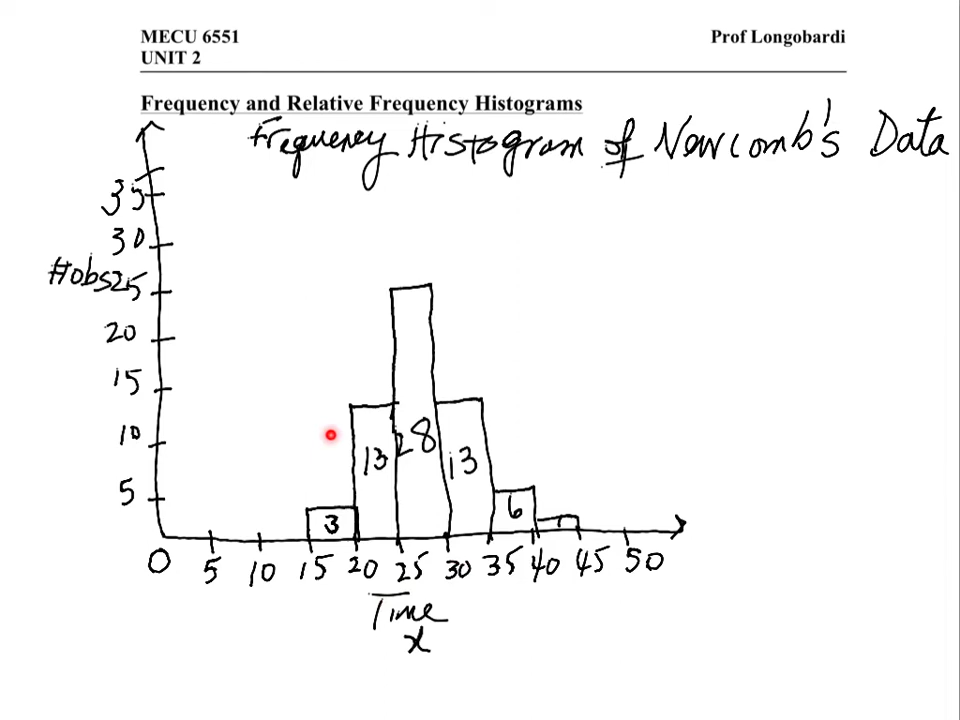 MECU 6551
Prof Longobardi
UNIT 2
Frequency and Relative Frequency Histograms
Frequency Histogram of Newcomb's Data
35
30
#obs 25
20
15
10
5
13
28
13
3
6
1
0 5 10 15 20 25 30 35 40 45 50
Time
x